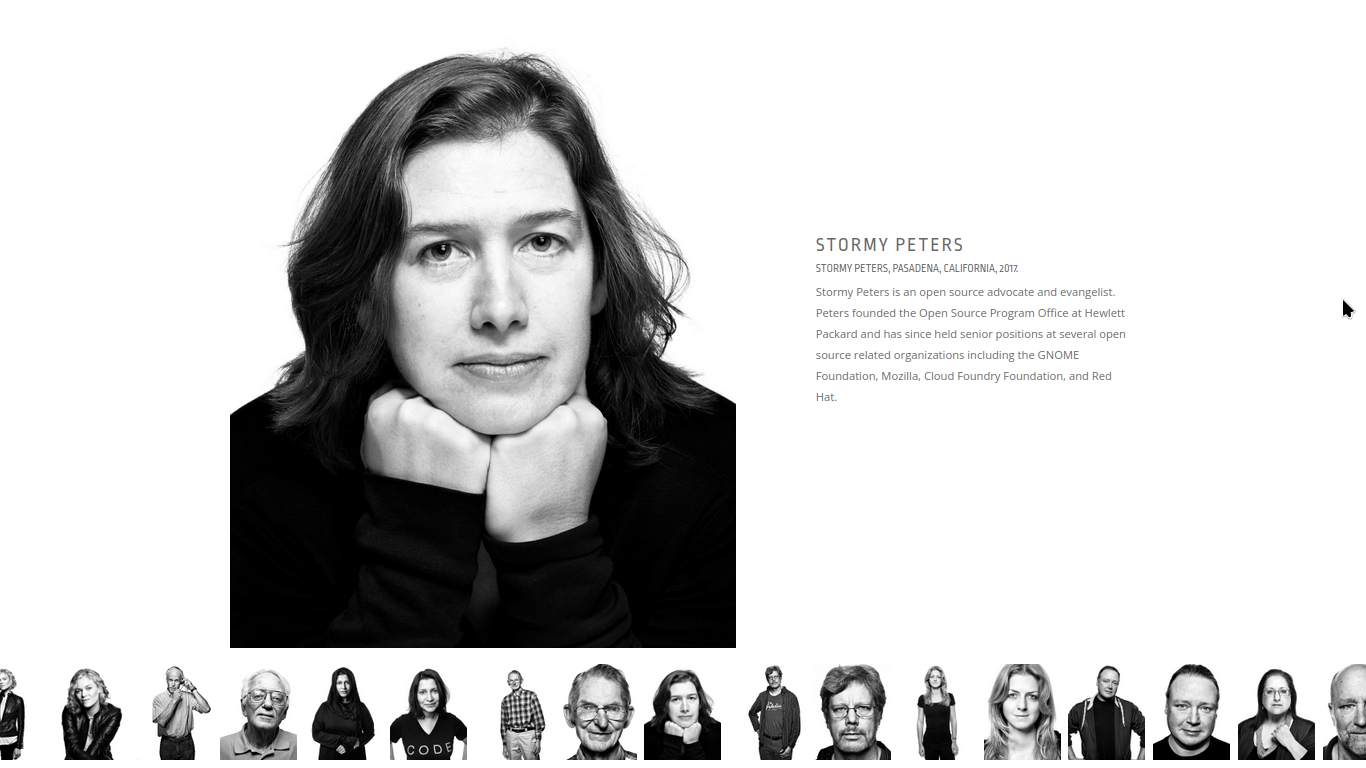 STORMY PETERS
STORMY PETERS, PASADENA, CALIFORNIA, 2017.
Stormy Peters is an open source advocate and evangelist.
Peters founded the Open Source Program Office at Hewlett
Packard and has since held senior positions at several open
source related organizations including the GNOME
Foundation, Mozilla, Cloud Foundry Foundation, and Red
Hat.
CODE